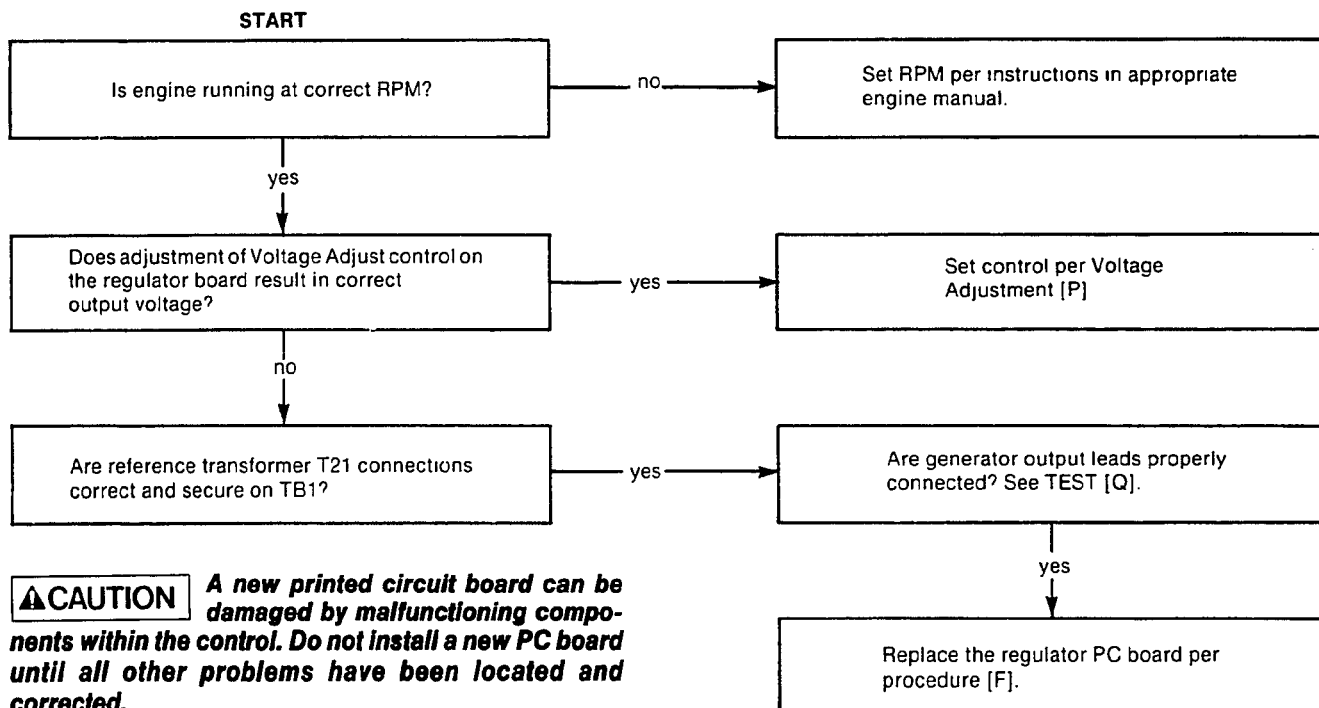 START
Is engine running at correct RPM?
no
Set RPM per instructions in appropriate
engine manual.
yes
Does adjustment of Voltage Adjust control on
the regulator board result in correct
output voltage?
yes
Set control per Voltage
Adjustment [P]
no
Are reference transformer T21 connections
correct and secure on TB1?
yes
Are generator output leads properly
connected? See TEST [Q].
yes
Replace the regulator PC board per
procedure [F].
⚠CAUTION A new printed circuit board can be
damaged by malfunctioning compo-
nents within the control. Do not install a new PC board
until all other problems have been located and
corrected.